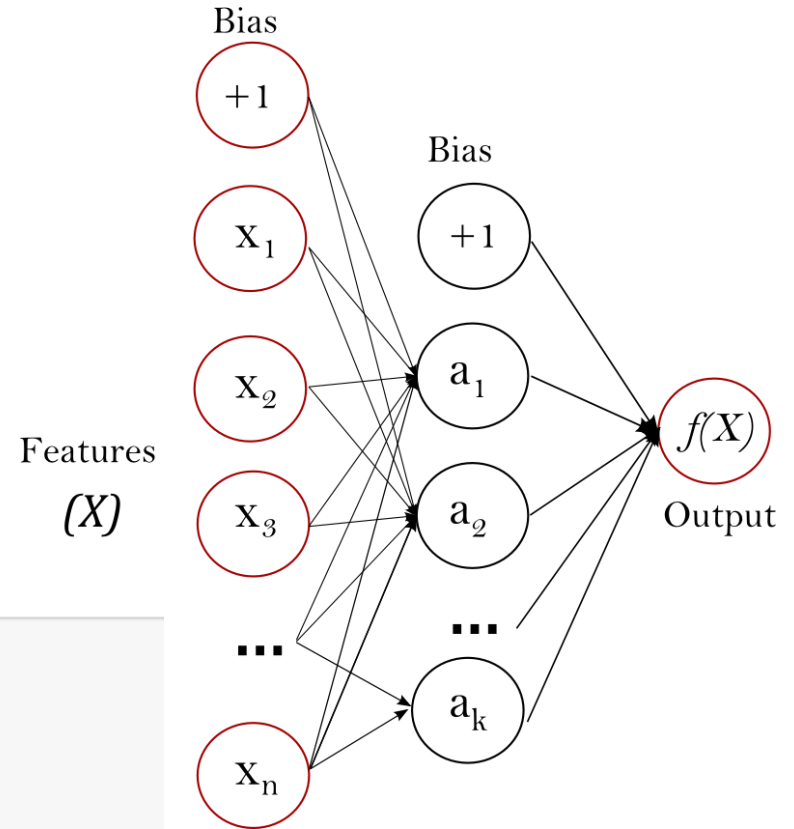 Bias
+1
Bias
x₁
+1
x₂
a₁
f(X)
Features
(X)
x₃
a₂
Output
...
...
aₖ
xₙ